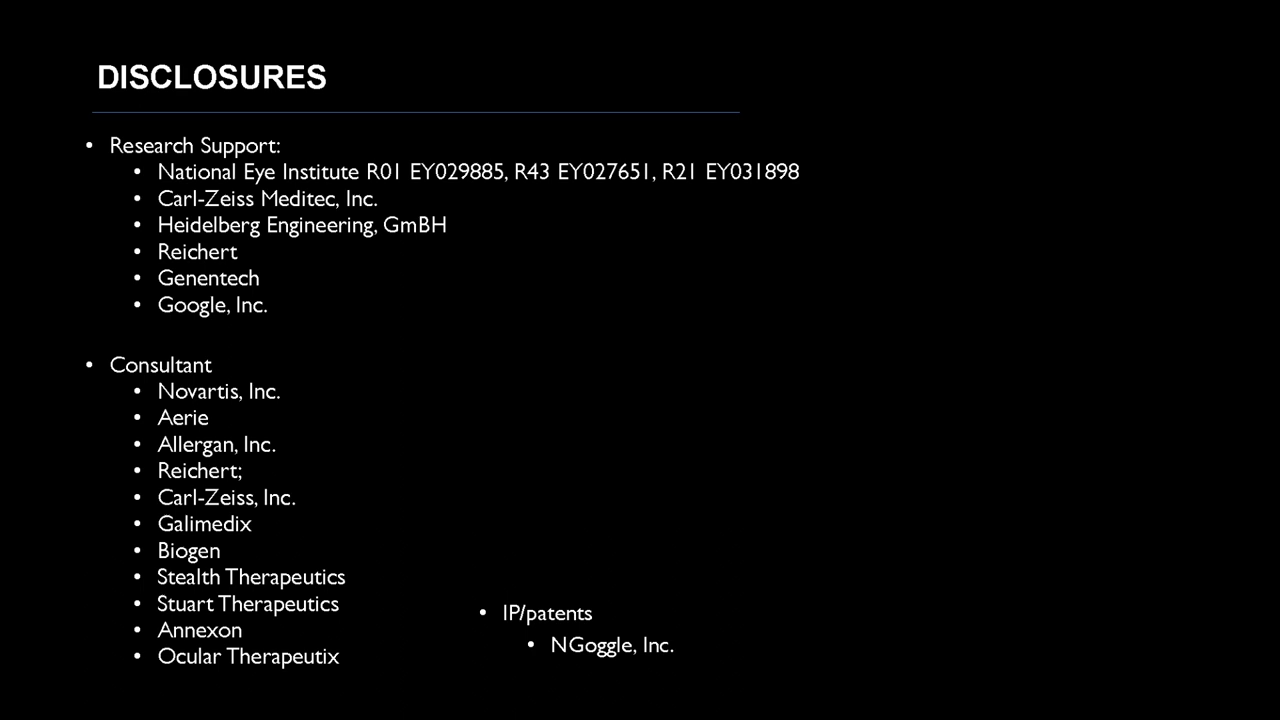 DISCLOSURES
• Research Support:
• National Eye Institute R01 EY029885, R43 EY027651, R21 EY031898
• Carl-Zeiss Meditec, Inc.
• Heidelberg Engineering, GmBH
• Reichert
• Genentech
• Google, Inc.
• Consultant
• Novartis, Inc.
• Aerie
• Allergan, Inc.
• Reichert;
• Carl-Zeiss, Inc.
• Galimedix
• Biogen
• Stealth Therapeutics
• Stuart Therapeutics
• Annexon
• Ocular Therapeutix
• IP/patents
• NGoggle, Inc.